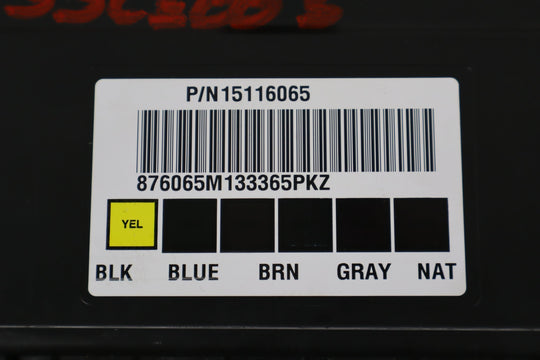 P/N15116065
876065M133365PKZ
YEL
BLK BLUE BRN GRAY NAT